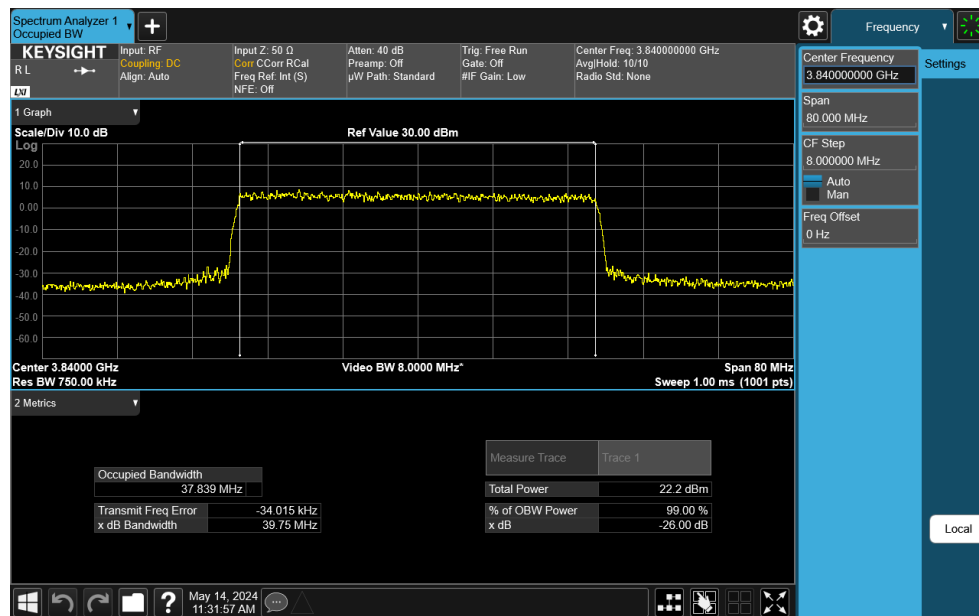 Spectrum Analyzer 1
Occupied BW
+
Frequency
KEYSIGHT
R L
LXI
Input: RF
Coupling: DC
Align: Auto
Input Z: 50 Ω
Corr CCorr RCal
Freq Ref: Int (S)
NFE: Off
Atten: 40 dB
Preamp: Off
µW Path: Standard
Trig: Free Run
Gate: Off
#IF Gain: Low
Center Freq: 3.840000000 GHz
Avg|Hold: 10/10
Radio Std: None
Center Frequency
3.840000000 GHz
Settings
Span
80.000 MHz
CF Step
8.000000 MHz
Auto
Man
Freq Offset
0 Hz
Local
1 Graph
Scale/Div 10.0 dB
Ref Value 30.00 dBm
Log
20.0
10.0
0.00
-10.0
-20.0
-30.0
-40.0
-50.0
-60.0
Center 3.84000 GHz
Video BW 8.0000 MHz*
Span 80 MHz
Res BW 750.00 kHz
Sweep 1.00 ms (1001 pts)
2 Metrics
Measure Trace
Trace 1
Occupied Bandwidth
37.839 MHz
Total Power
22.2 dBm
Transmit Freq Error
-34.015 kHz
% of OBW Power
99.00 %
x dB Bandwidth
39.75 MHz
x dB
-26.00 dB
?
May 14, 2024
11:31:57 AM